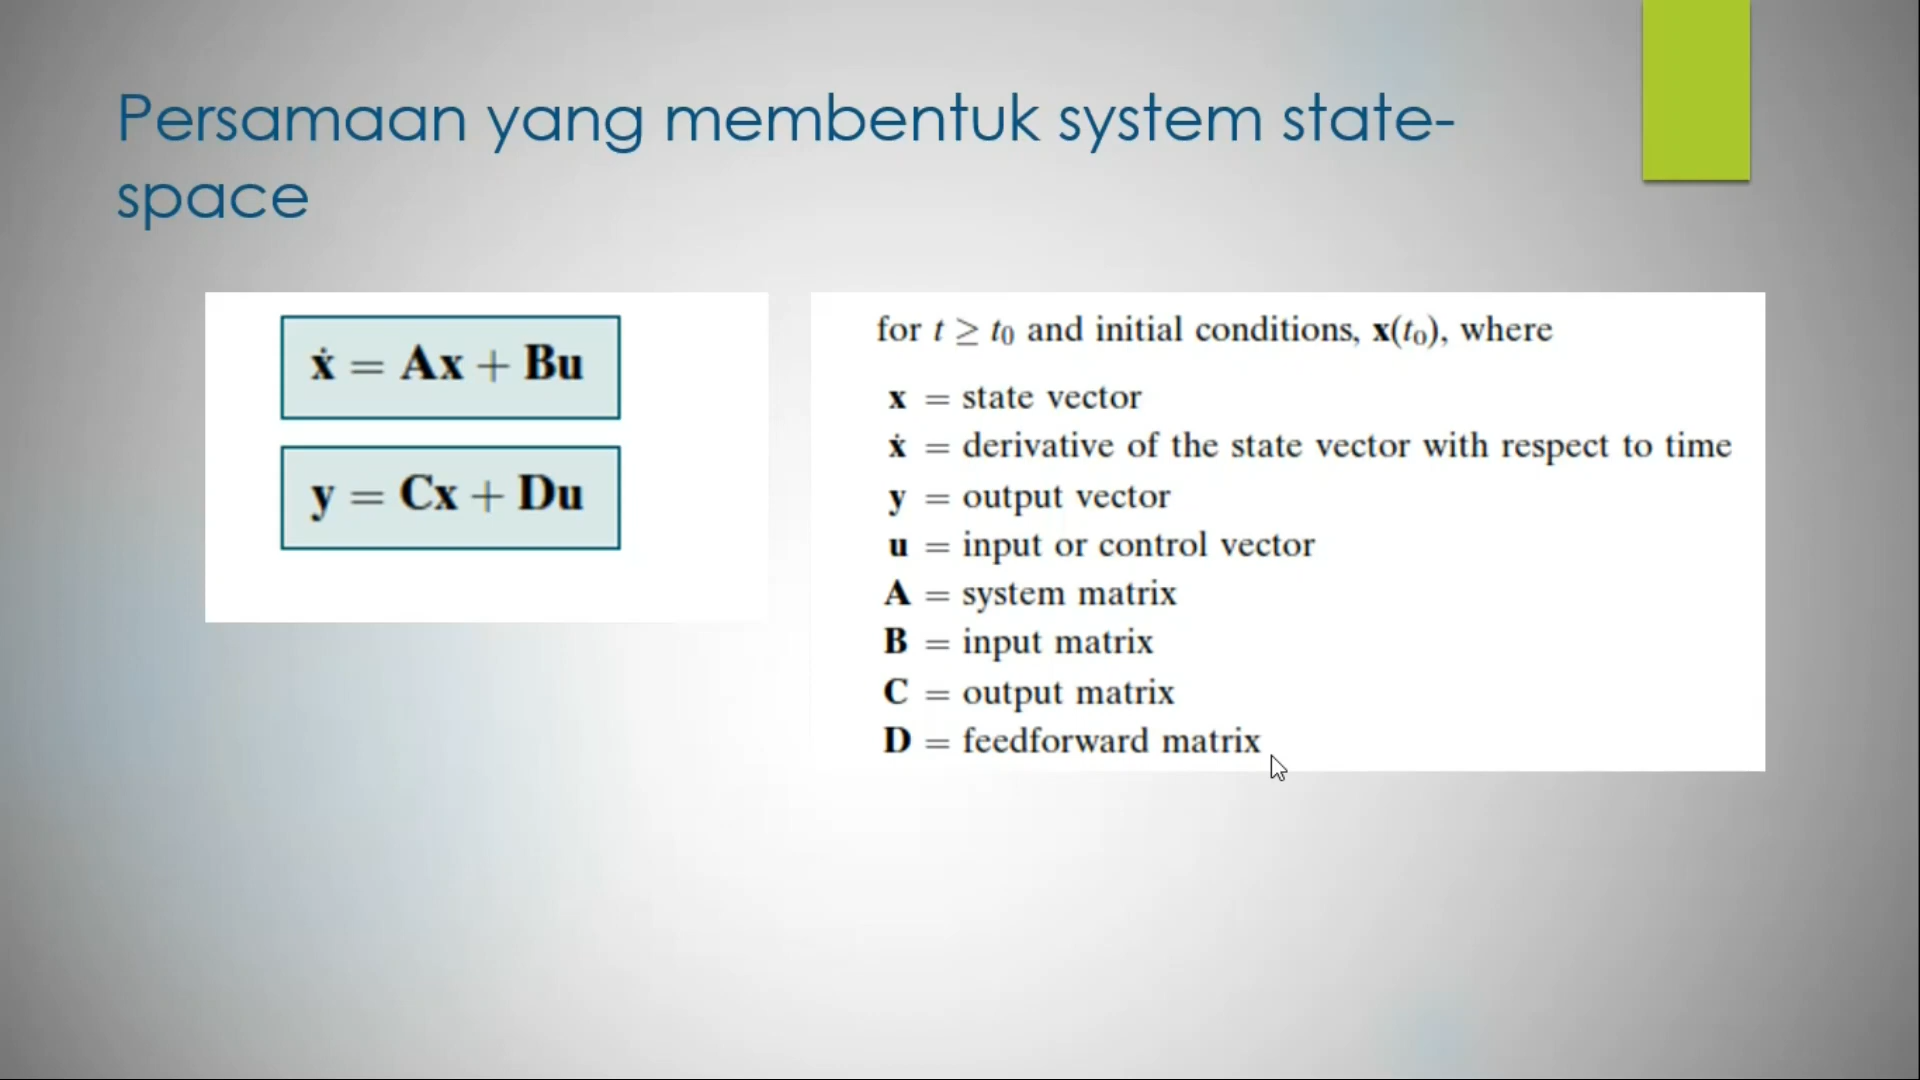 Persamaan yang membentuk system state-
space
ẋ = Ax + Bu
y = Cx + Du
for t ≥ t₀ and initial conditions, x(t₀), where
x = state vector
ẋ = derivative of the state vector with respect to time
y = output vector
u = input or control vector
A = system matrix
B = input matrix
C = output matrix
D = feedforward matrix